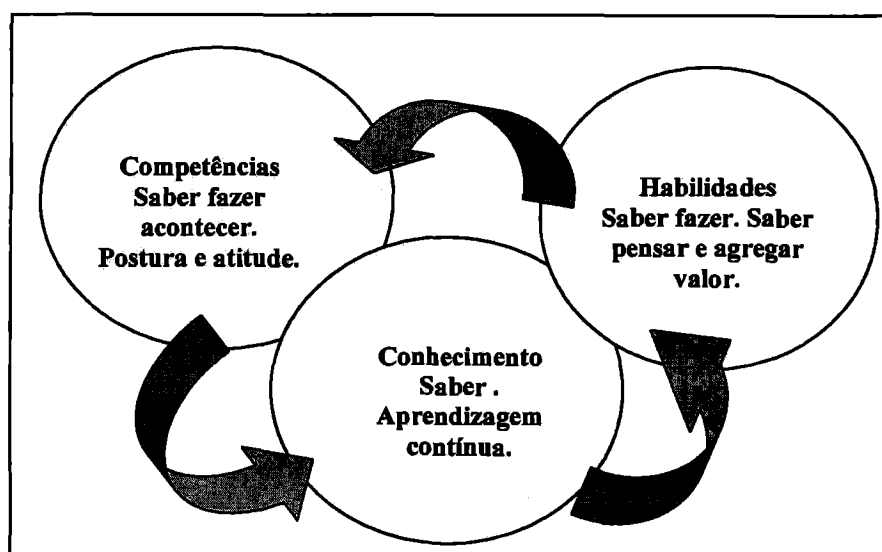 Competências
Saber fazer
acontecer.
Postura e atitude.
Habilidades
Saber fazer. Saber
pensar e agregar
valor.
Conhecimento
Saber .
Aprendizagem
contínua.